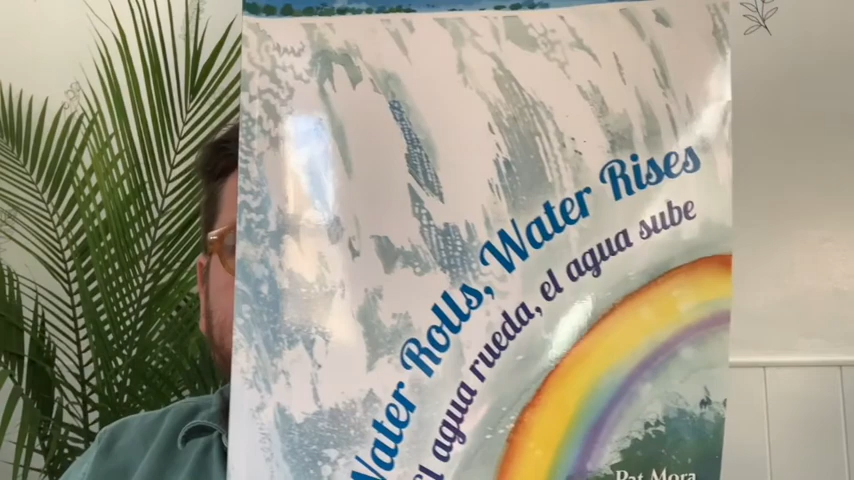 Water Rolls, Water Rises
El agua rueda, el agua sube
Pat Mora